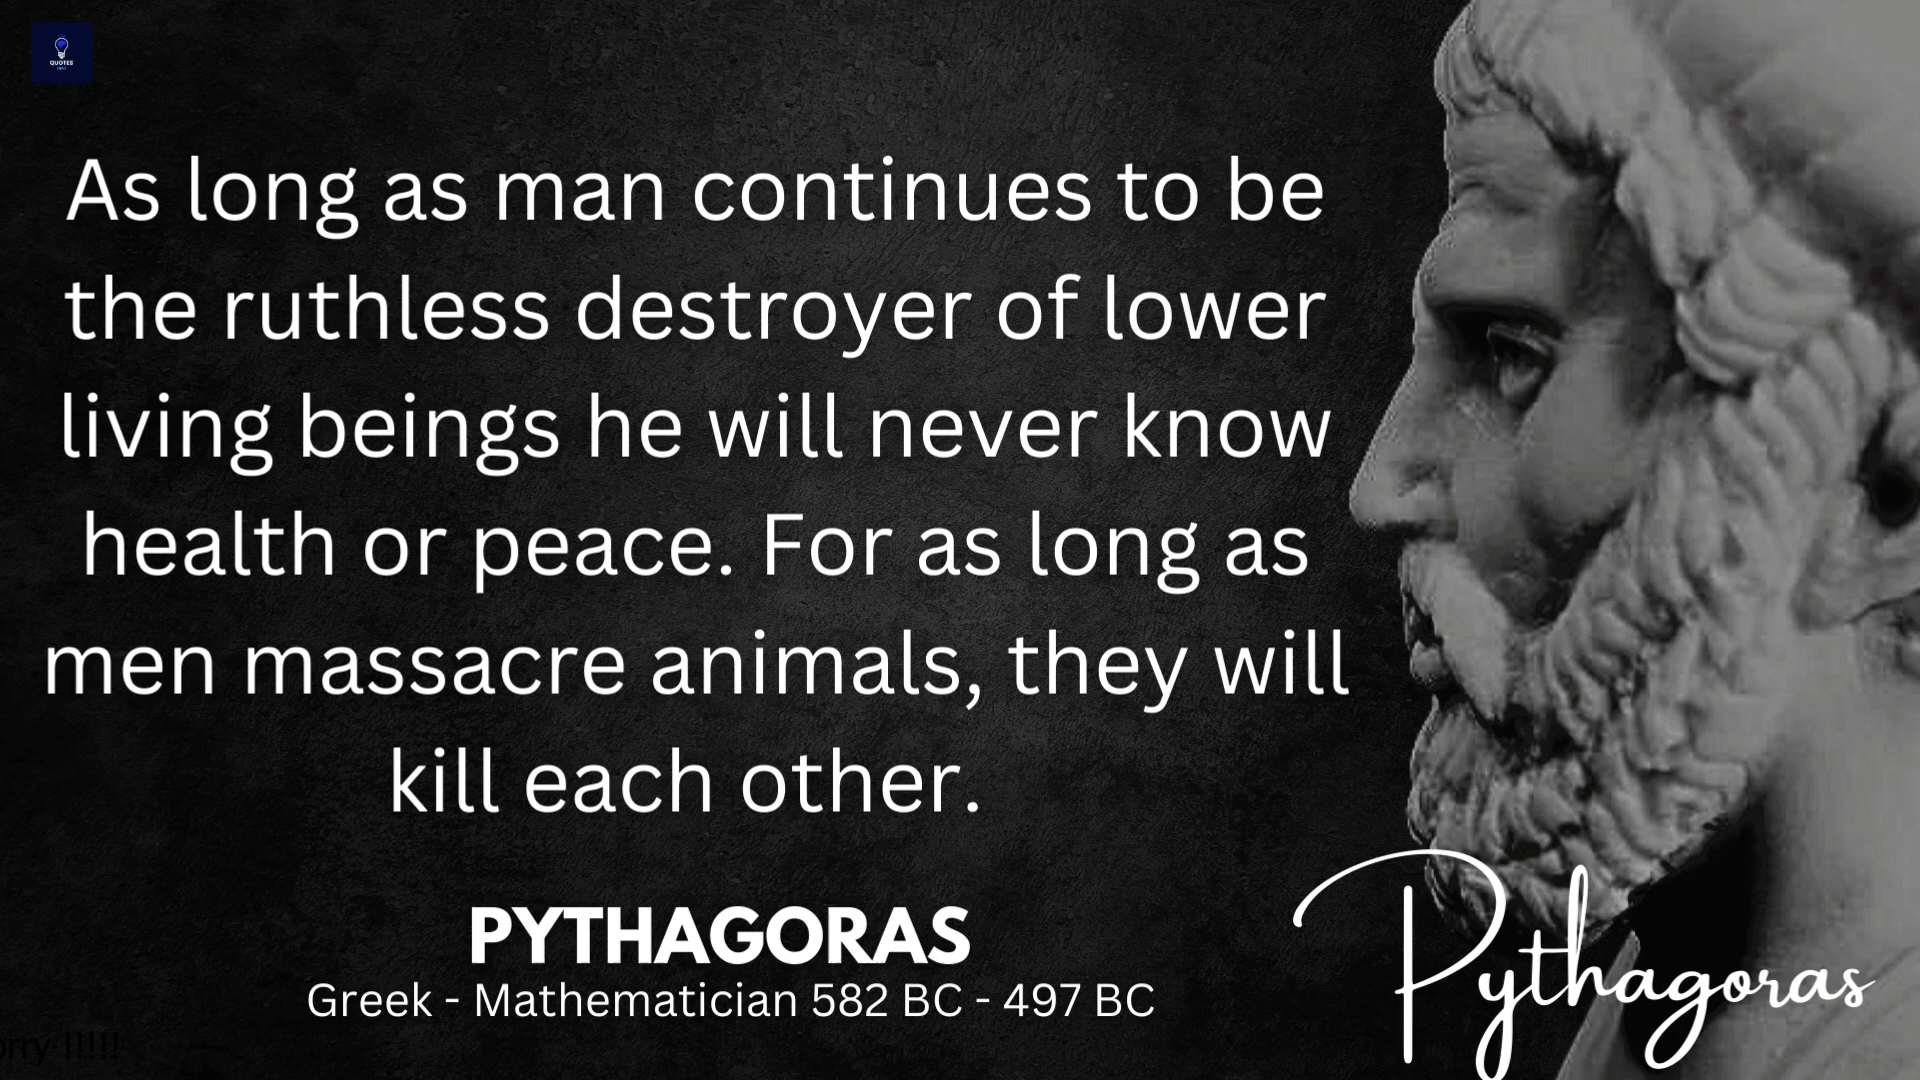 QUOTES
As long as man continues to be
the ruthless destroyer of lower
living beings he will never know
health or peace. For as long as
men massacre animals, they will
kill each other.
PYTHAGORAS
Greek - Mathematician 582 BC - 497 BC
Pythagoras
orry !!!!!